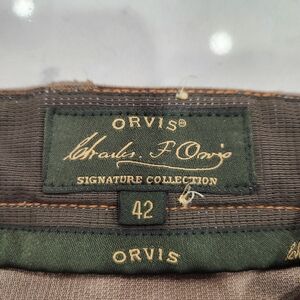 ORVIS®
Charles. F. Orvis
SIGNATURE COLLECTION
42
ORVIS